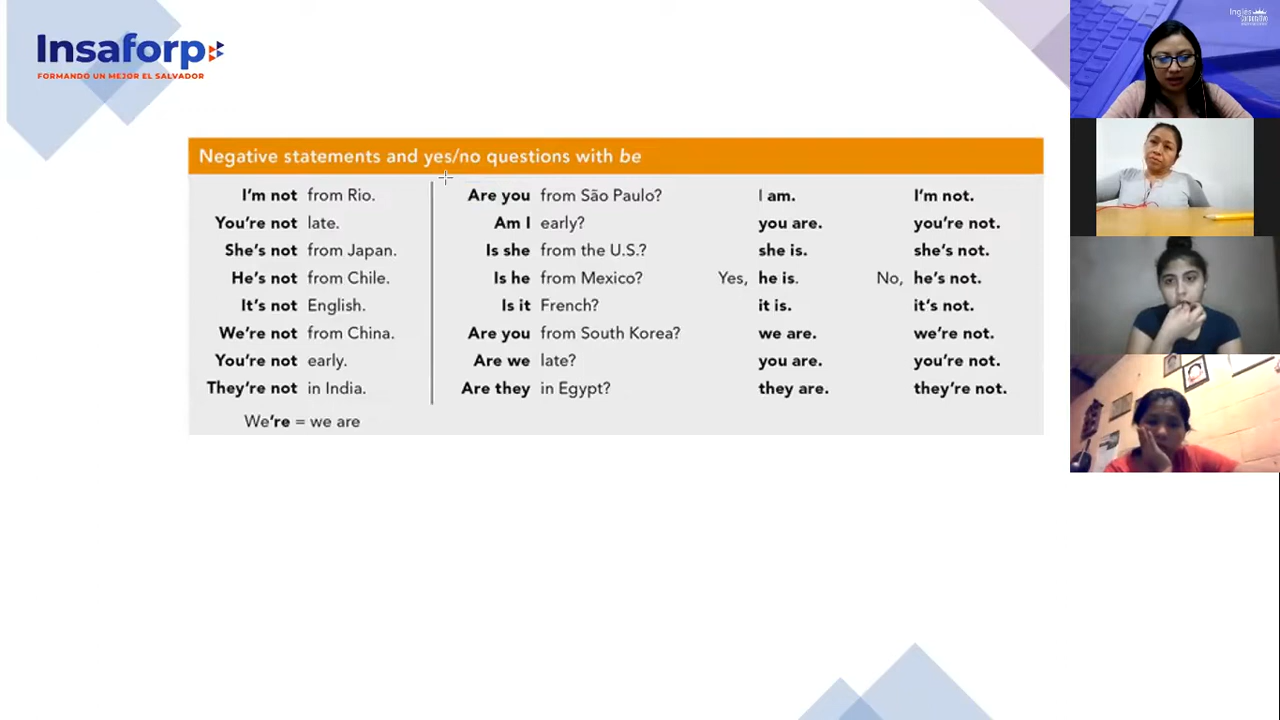 Insaforp
FORMANDO UN MEJOR EL SALVADOR
Negative statements and yes/no questions with be
I'm not from Rio. Are you from São Paulo? I am. I'm not.
You're not late. Am I early? you are. you're not.
She's not from Japan. Is she from the U.S.? she is. she's not.
He's not from Chile. Is he from Mexico? Yes, he is. No, he's not.
It's not English. Is it French? it is. it's not.
We're not from China. Are you from South Korea? we are. we're not.
You're not early. Are we late? you are. you're not.
They're not in India. Are they in Egypt? they are. they're not.
We're = we are
Inglés